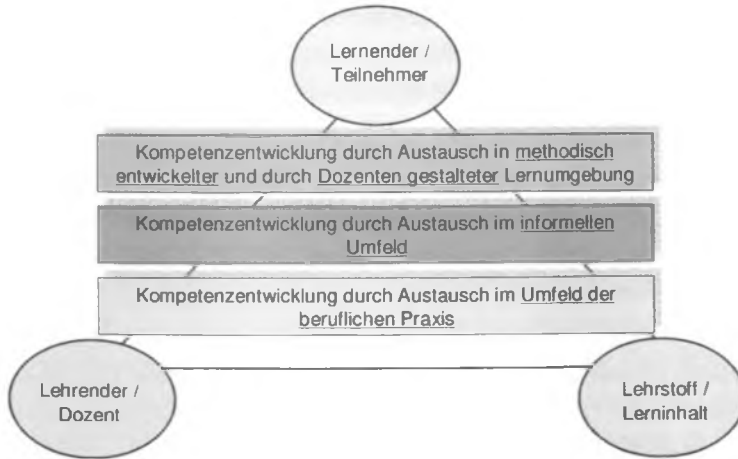 Lernender /
Teilnehmer
Kompetenzentwicklung durch Austausch in methodisch
entwickelter und durch Dozenten gestalteter Lernumgebung
Kompetenzentwicklung durch Austausch im informellen
Umfeld
Kompetenzentwicklung durch Austausch im Umfeld der
beruflichen Praxis
Lehrender /
Dozent
Lehrstoff /
Lerninhalt